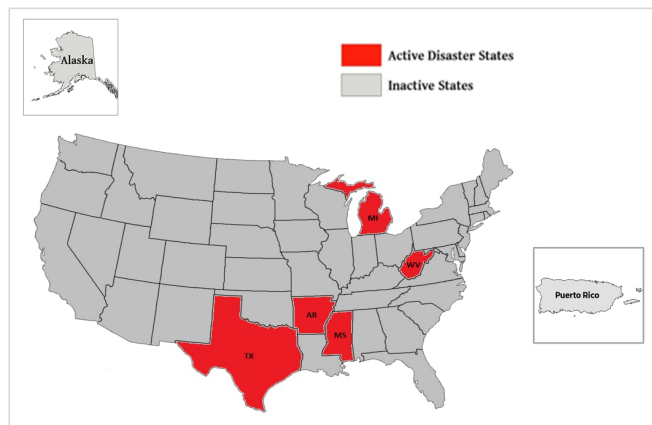 Alaska
Active Disaster States
Inactive States
MI
WV
Puerto Rico
AR
MS
TX